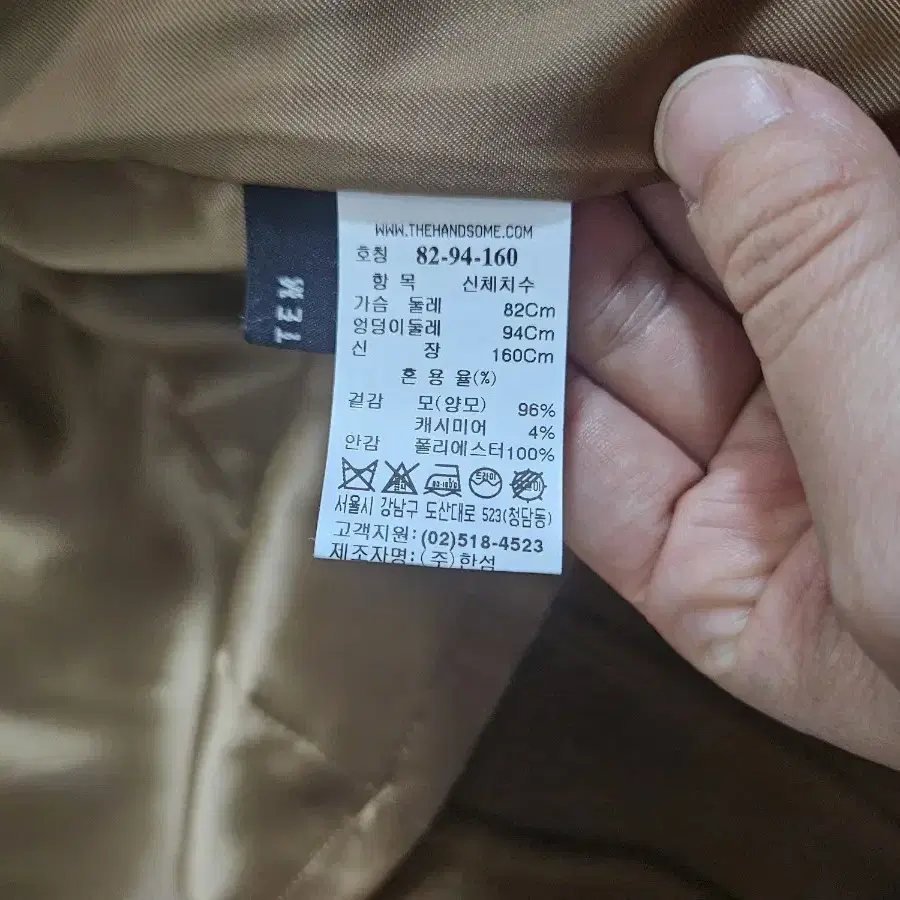 WWW.THEHANDSOME.COM
호칭 82-94-160
항 목 신체치수
가슴 둘레 82Cm
엉덩이둘레 94Cm
신 장 160Cm
혼 용 율(%)
겉감 모(양모) 96%
캐시미어 4%
안감 폴리에스터 100%
드라이
서울시 강남구 도산대로 523(청담동)
고객지원: (02)518-4523
제조자명: (주)한섬